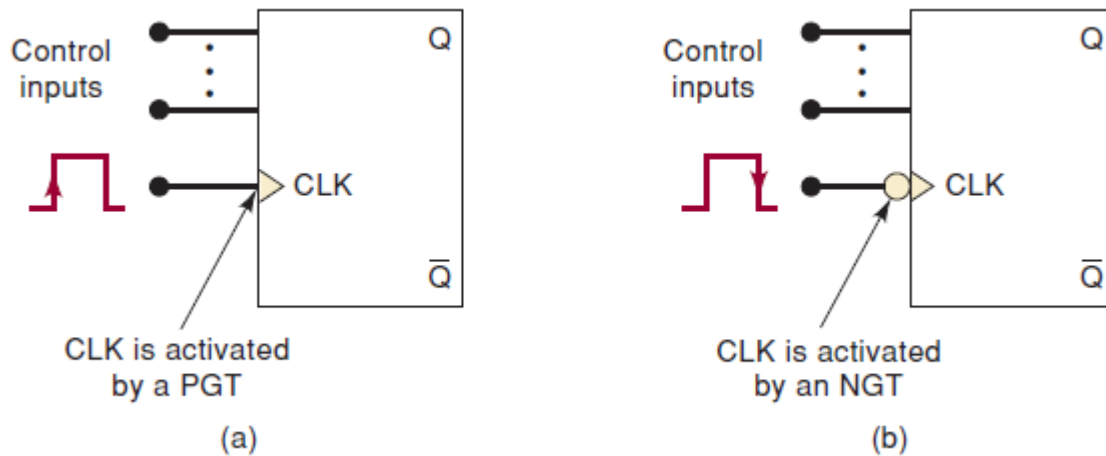 Control
inputs
Q
CLK
Q̅
CLK is activated
by a PGT
(a)
Control
inputs
Q
CLK
Q̅
CLK is activated
by an NGT
(b)